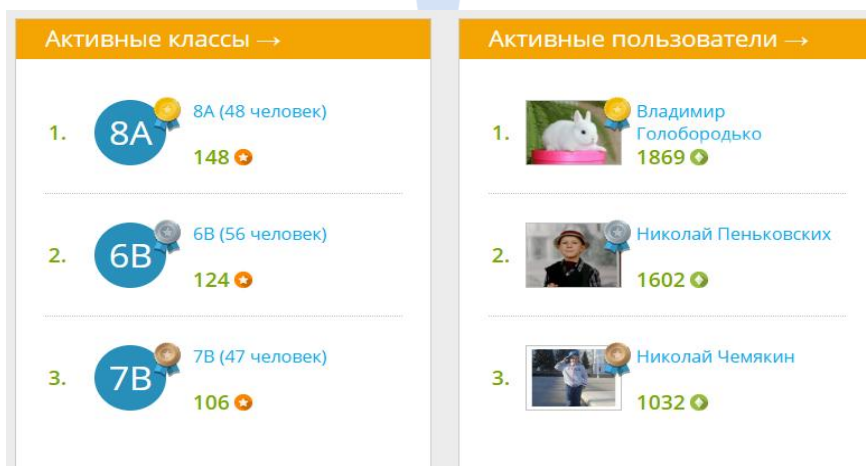 Активные классы →
1.
8А
8А (48 человек)
148
2.
6В
6В (56 человек)
124
3.
7В
7В (47 человек)
106
Активные пользователи →
1.
Владимир
Голобородько
1869
2.
Николай Пеньковских
1602
3.
Николай Чемякин
1032